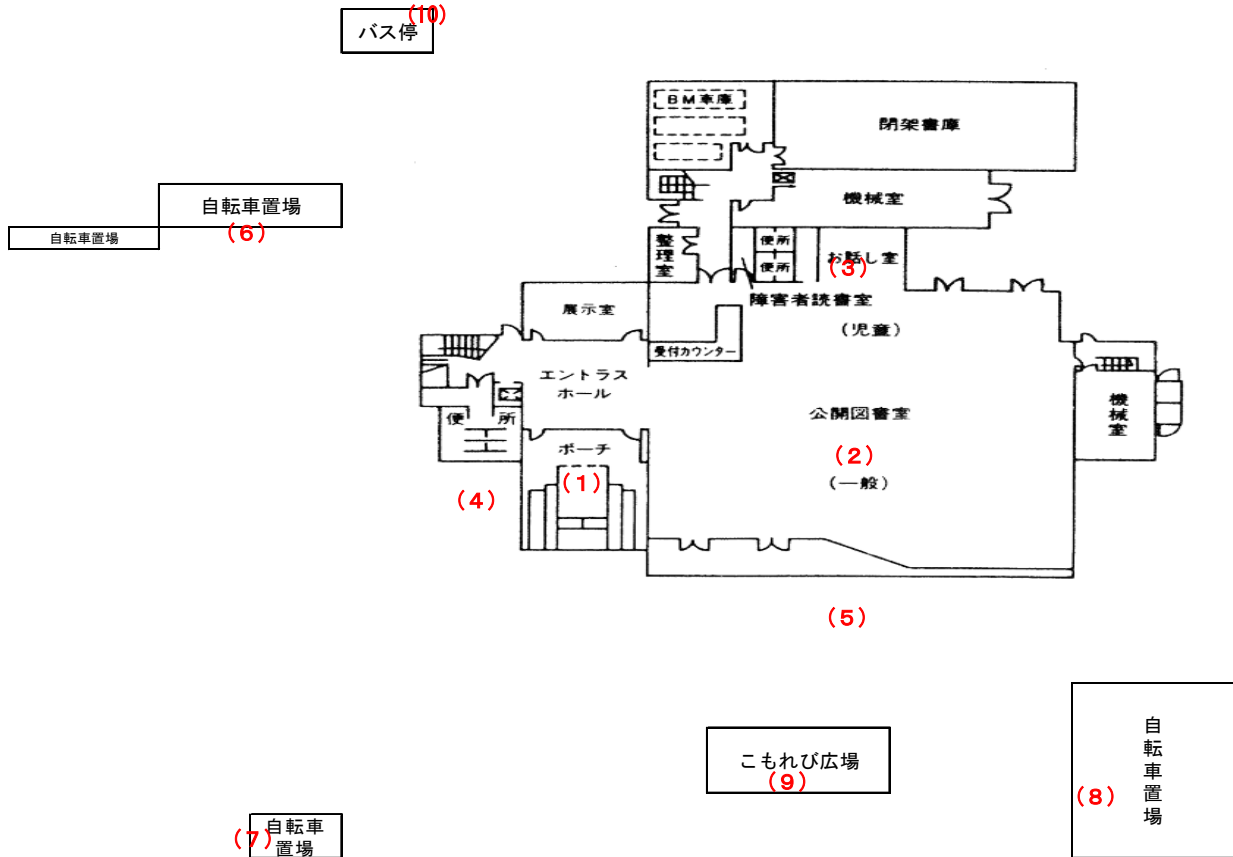 (10)
バス停
BM車庫
閉架書庫
自転車置場
(6)
自転車置場
機械室
整理室
便所
便所
お話し室
(3)
障害者読書室
展示室
(児童)
受付カウンター
エントラス
ホール
公開図書室
機械室
便所
ポーチ
(1)
(2)
(一般)
(4)
(5)
自転車置場
こもれび広場
(9)
(8)
(7)
自転車
置場